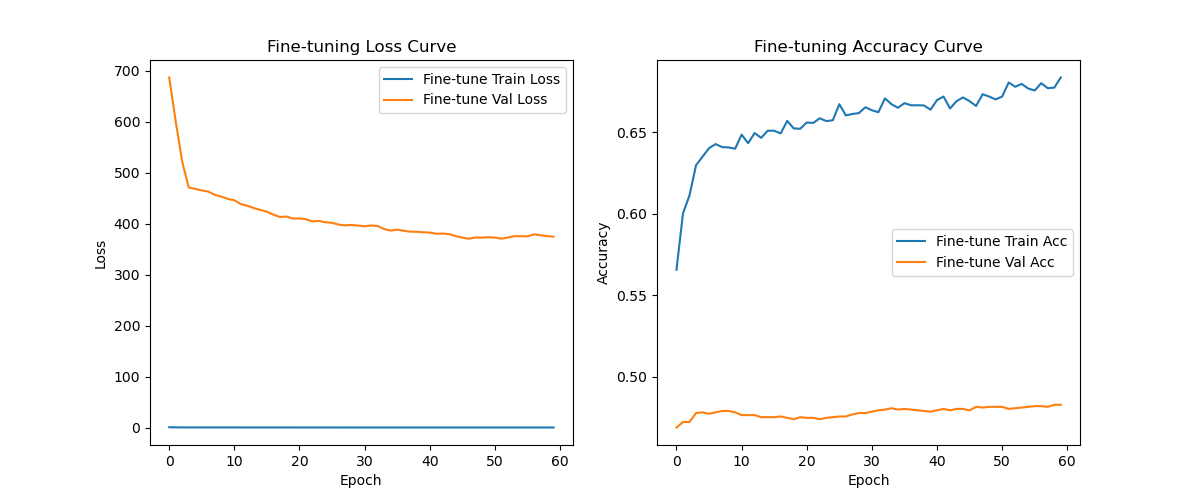 Fine-tuning Loss Curve
700
600
500
400
300
200
100
0
Loss
Fine-tune Train Loss
Fine-tune Val Loss
0 10 20 30 40 50 60
Epoch
Fine-tuning Accuracy Curve
0.65
0.60
0.55
0.50
Accuracy
Fine-tune Train Acc
Fine-tune Val Acc
0 10 20 30 40 50 60
Epoch